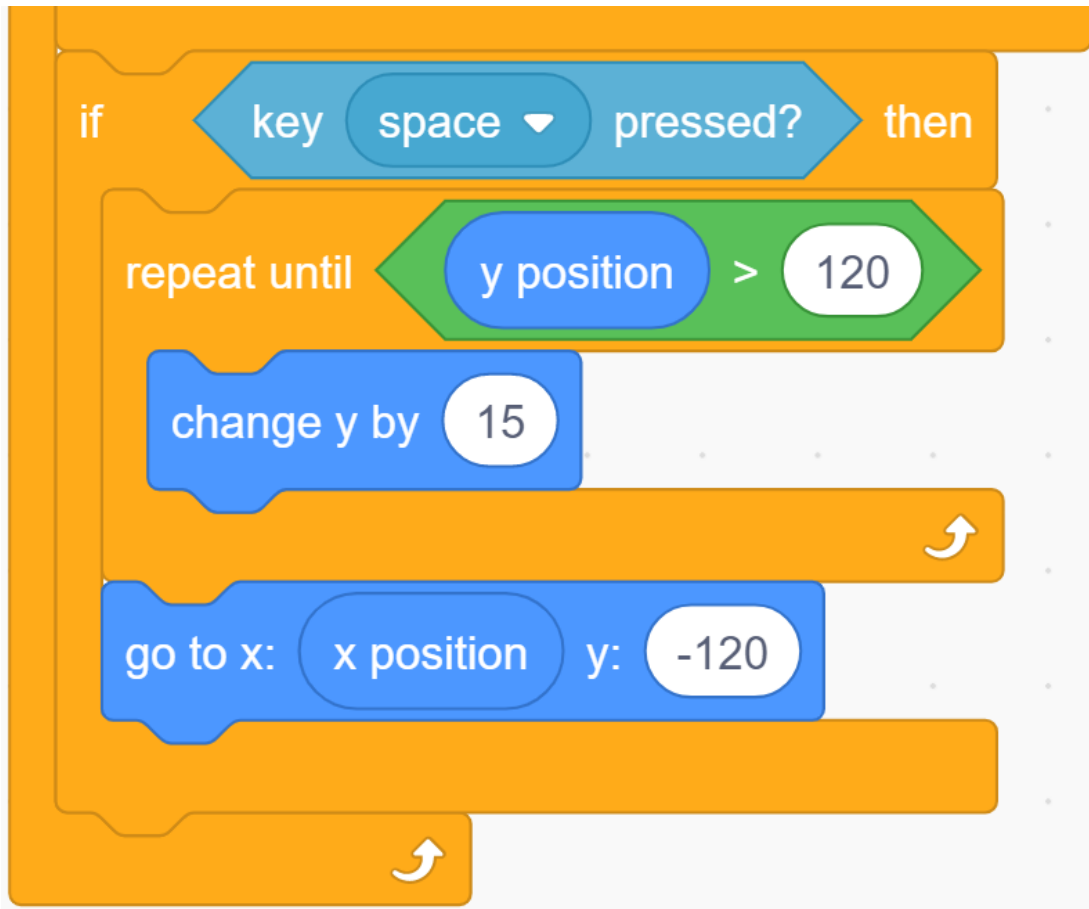 if key space pressed? then
repeat until y position > 120
change y by 15
go to x: x position y: -120